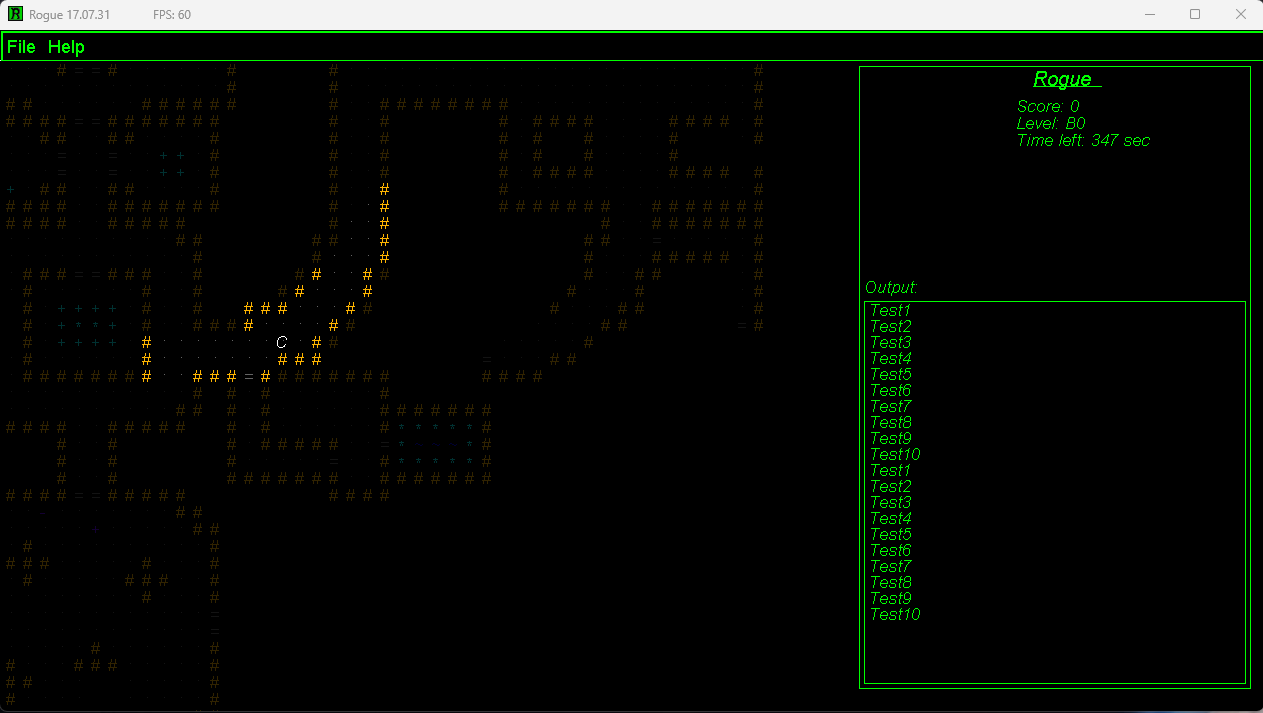 Rogue 17.07.31 FPS: 60
File Help
Rogue
Score: 0
Level: B0
Time left: 347 sec
C
Output:
Test1
Test2
Test3
Test4
Test5
Test6
Test7
Test8
Test9
Test10
Test1
Test2
Test3
Test4
Test5
Test6
Test7
Test8
Test9
Test10